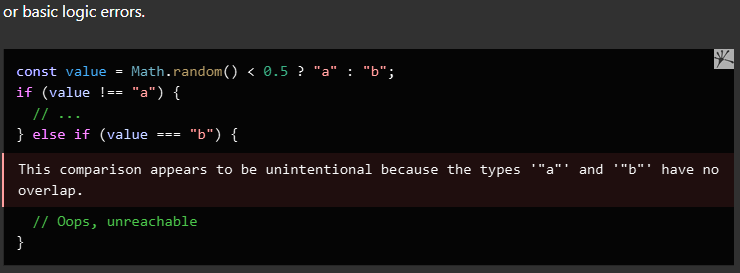 or basic logic errors.
const value = Math.random() < 0.5 ? "a" : "b";
if (value !== "a") {
  // ...
} else if (value === "b") {
This comparison appears to be unintentional because the types '"a"' and '"b"' have no
overlap.
  // Oops, unreachable
}